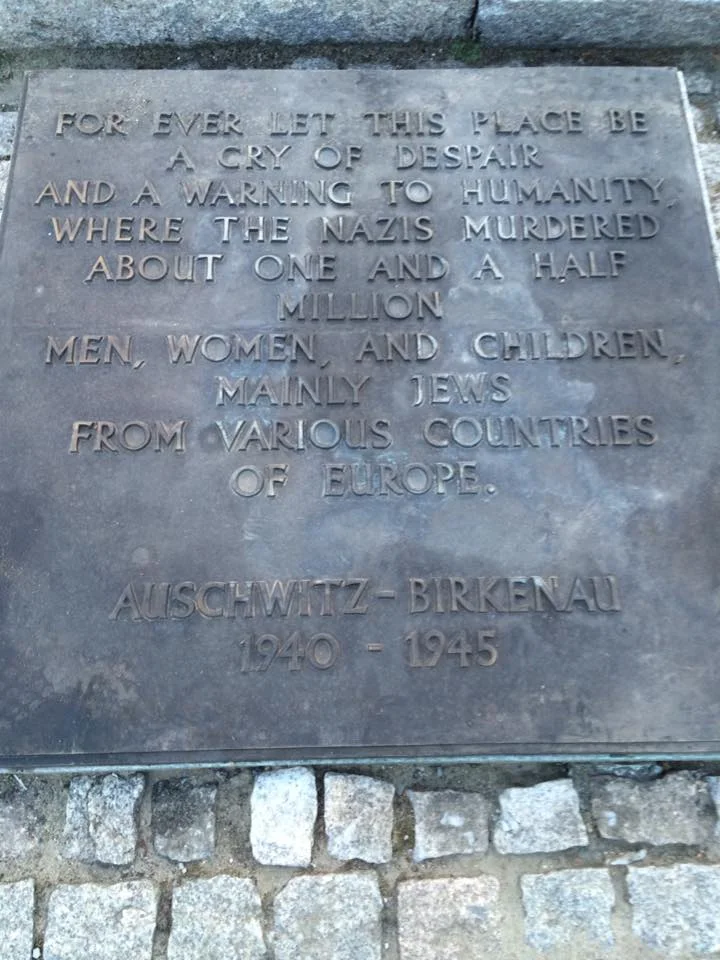 FOR EVER LET THIS PLACE BE
A CRY OF DESPAIR
AND A WARNING TO HUMANITY,
WHERE THE NAZIS MURDERED
ABOUT ONE AND A HALF
MILLION
MEN, WOMEN, AND CHILDREN,
MAINLY JEWS
FROM VARIOUS COUNTRIES
OF EUROPE.
AUSCHWITZ-BIRKENAU
1940 - 1945